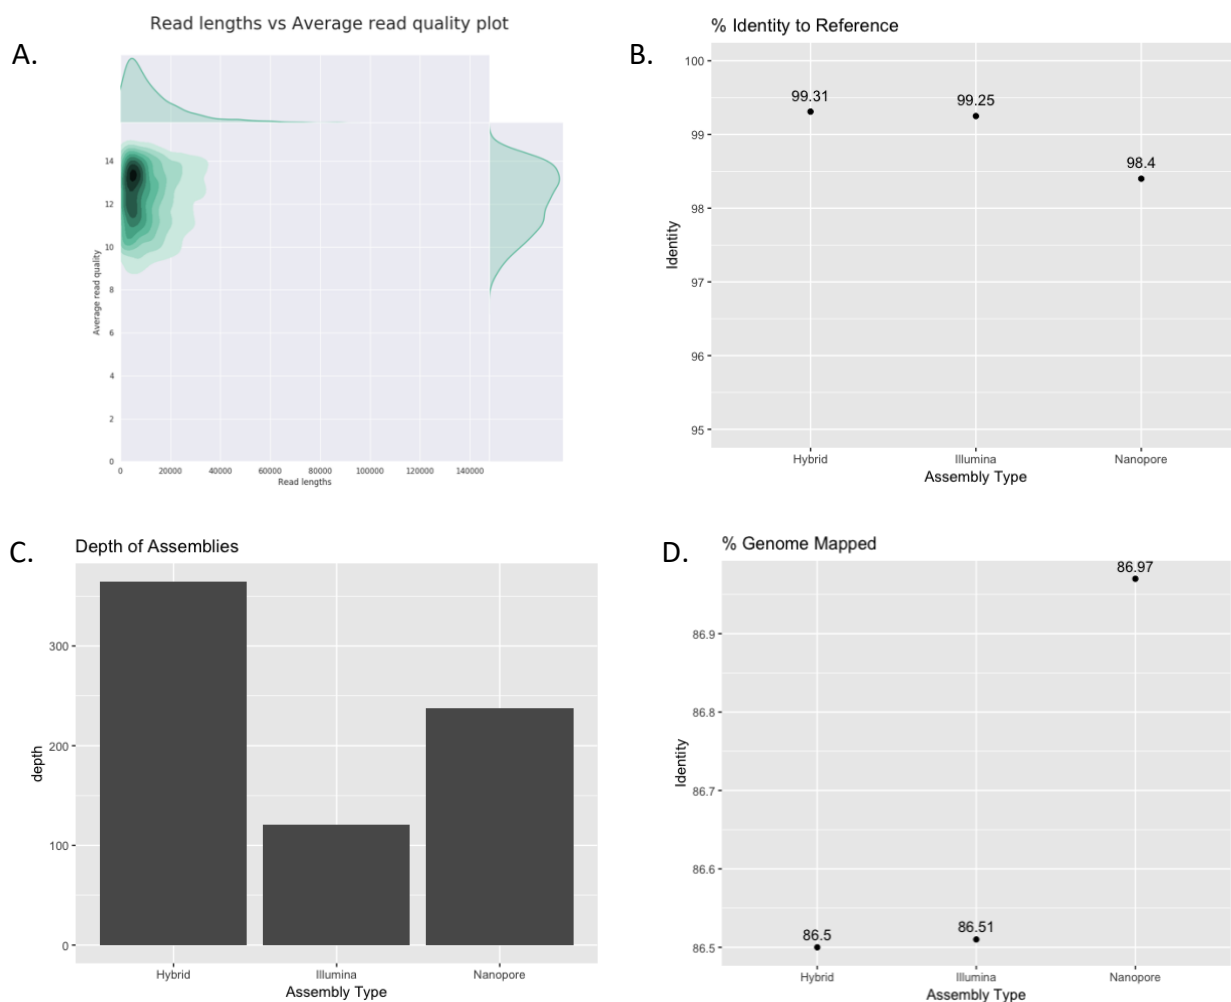 A.
Read lengths vs Average read quality plot
14
12
10
8
6
4
2
0
Average read quality
0 20000 40000 60000 80000 100000 120000 140000
Read lengths
B.
% Identity to Reference
100
99
98
97
96
95
Identity
99.31
99.25
98.4
Hybrid Illumina Nanopore
Assembly Type
C.
Depth of Assemblies
300
200
100
0
depth
Hybrid Illumina Nanopore
Assembly Type
D.
% Genome Mapped
86.9
86.8
86.7
86.6
86.5
Identity
86.5
86.51
86.97
Hybrid Illumina Nanopore
Assembly Type